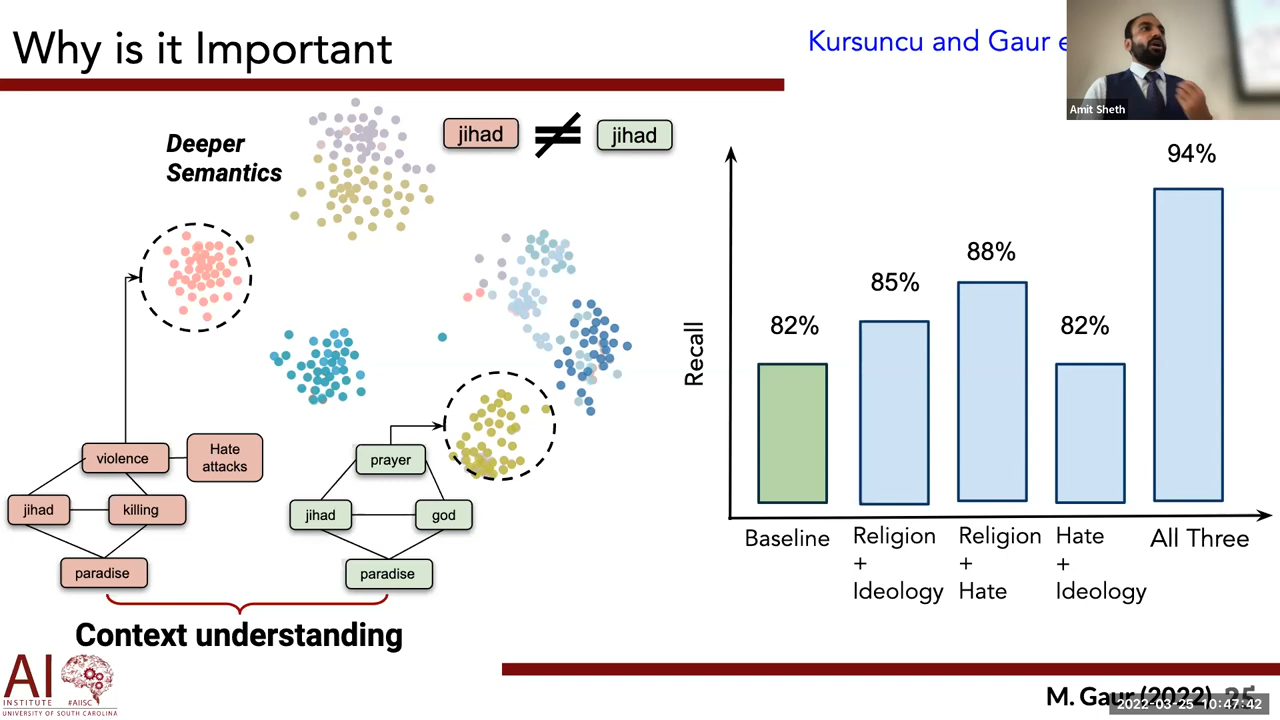 Why is it Important
Kursuncu and Gaur e
Amit Sheth
Deeper
Semantics
jihad
jihad
94%
88%
85%
82%
82%
Recall
violence
Hate
attacks
jihad
killing
paradise
prayer
jihad
god
paradise
Context understanding
Baseline
Religion
+
Ideology
Religion
+
Hate
Hate
+
Ideology
All Three
AI
INSTITUTE #AIISC
UNIVERSITY OF SOUTH CAROLINA
M. Gaur (2022)
2022-03-25 10:47:42